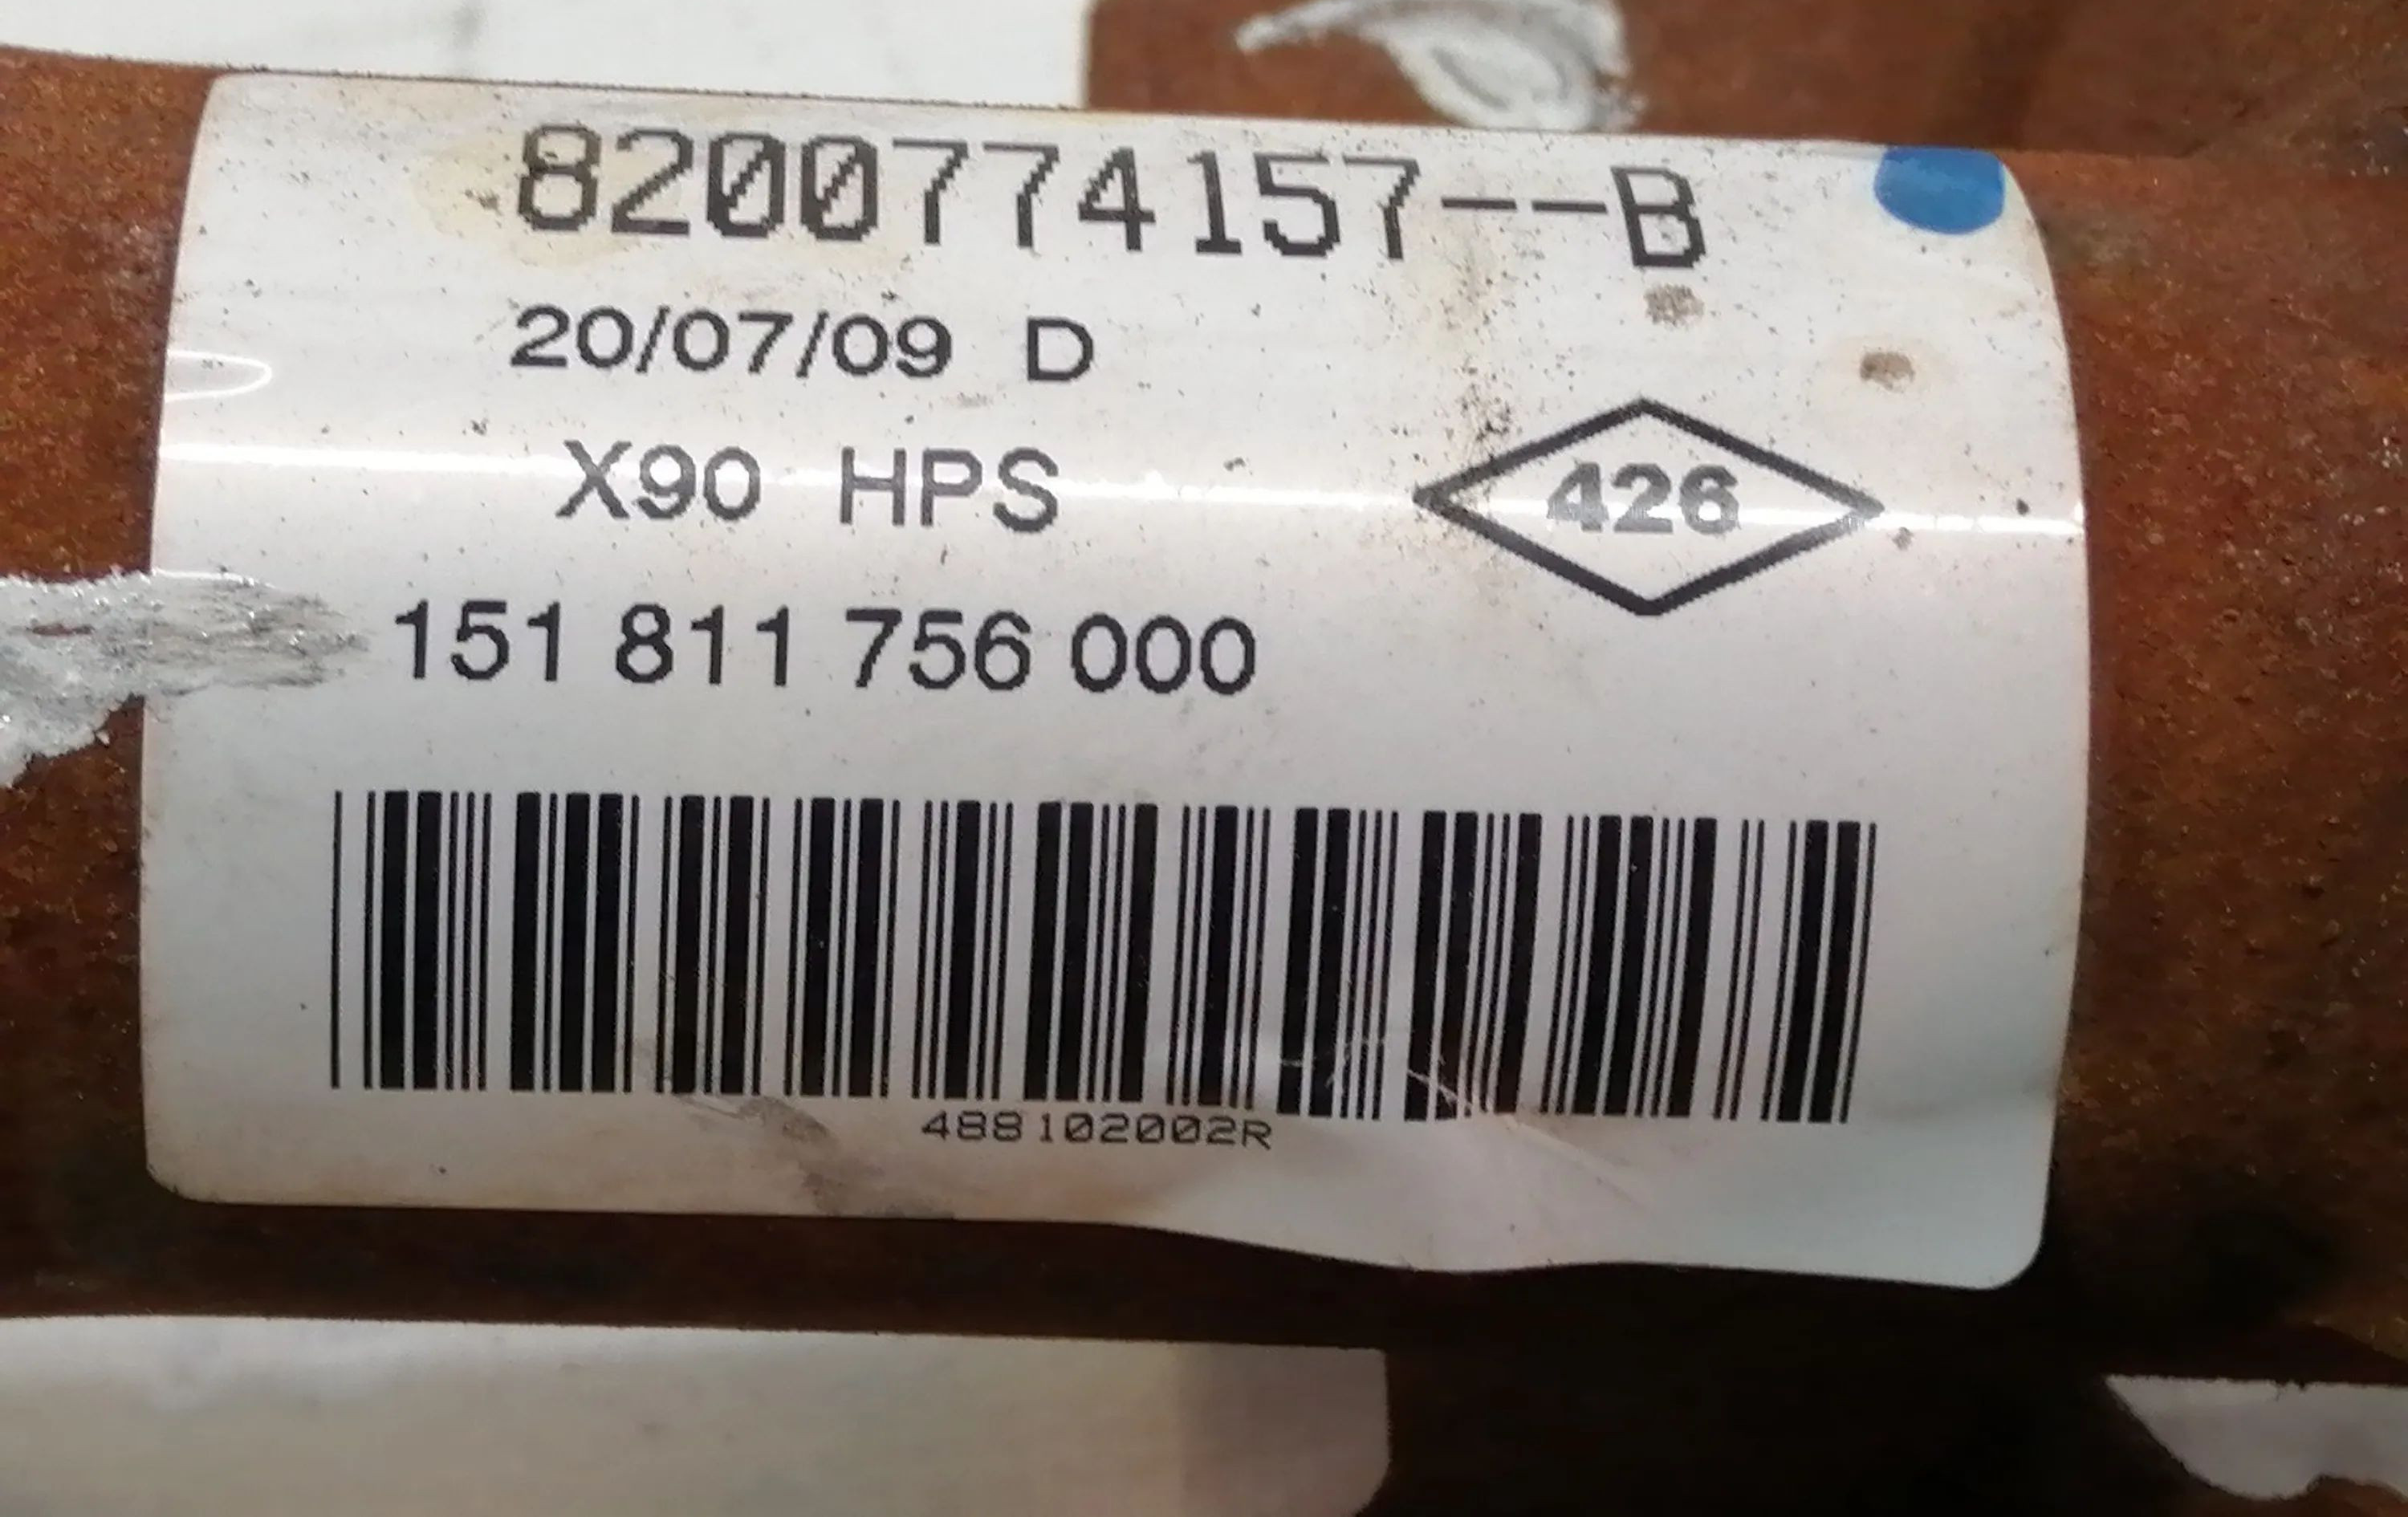 8200774157--B
20/07/09 D
X90 HPS
426
151 811 756 000
488102002R